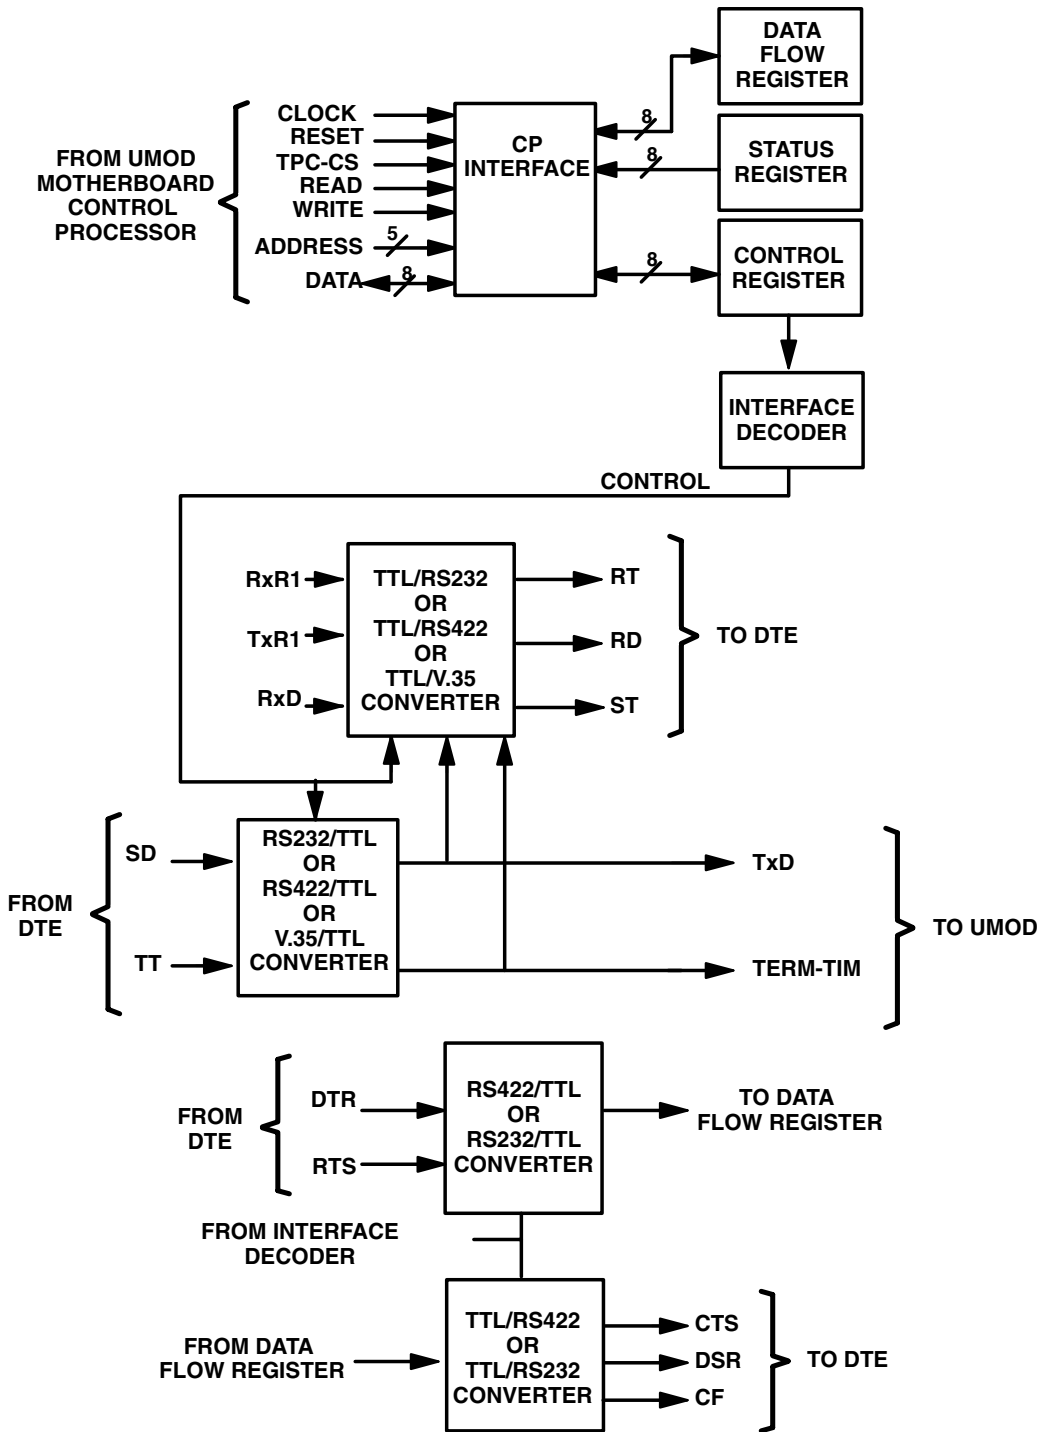 DATA
FLOW
REGISTER
CLOCK
RESET
TPC-CS
READ
WRITE
ADDRESS
5
DATA
8
FROM UMOD
MOTHERBOARD
CONTROL
PROCESSOR
CP
INTERFACE
8
8
8
STATUS
REGISTER
CONTROL
REGISTER
INTERFACE
DECODER
CONTROL
RxR1
TxR1
RxD
TTL/RS232
OR
TTL/RS422
OR
TTL/V.35
CONVERTER
RT
RD
ST
TO DTE
FROM
DTE
SD
TT
RS232/TTL
OR
RS422/TTL
OR
V.35/TTL
CONVERTER
TxD
TERM-TIM
TO UMOD
FROM
DTE
DTR
RTS
RS422/TTL
OR
RS232/TTL
CONVERTER
TO DATA
FLOW REGISTER
FROM INTERFACE
DECODER
FROM DATA
FLOW REGISTER
TTL/RS422
OR
TTL/RS232
CONVERTER
CTS
DSR
CF
TO DTE